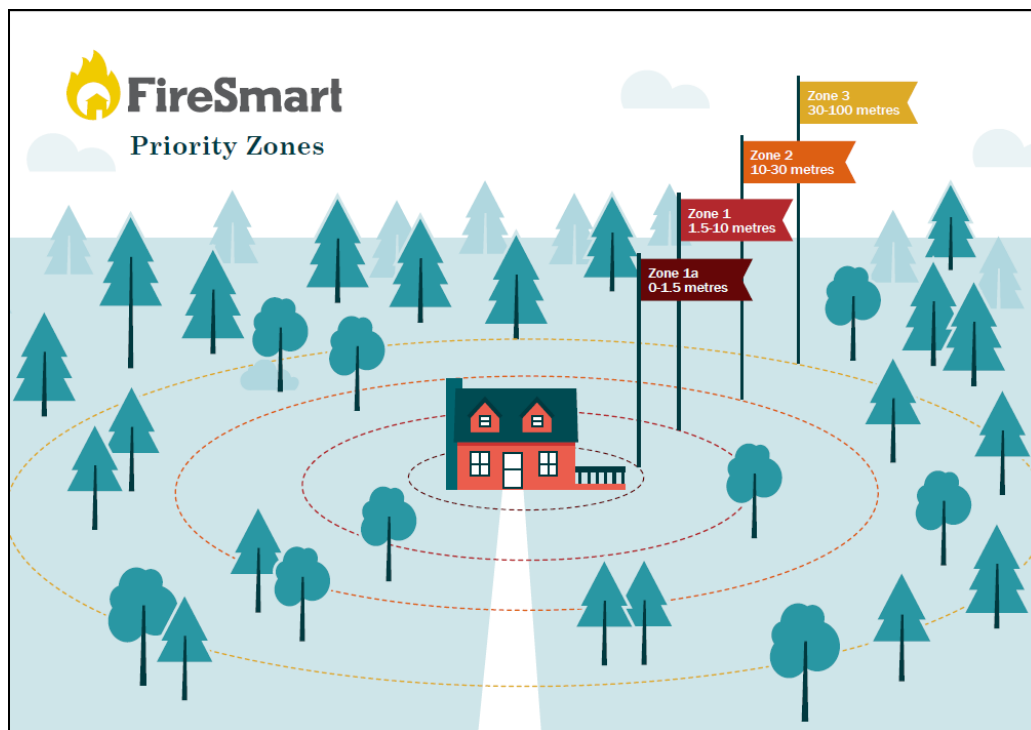 FireSmart
Priority Zones
Zone 3
30-100 metres
Zone 2
10-30 metres
Zone 1
1.5-10 metres
Zone 1a
0-1.5 metres